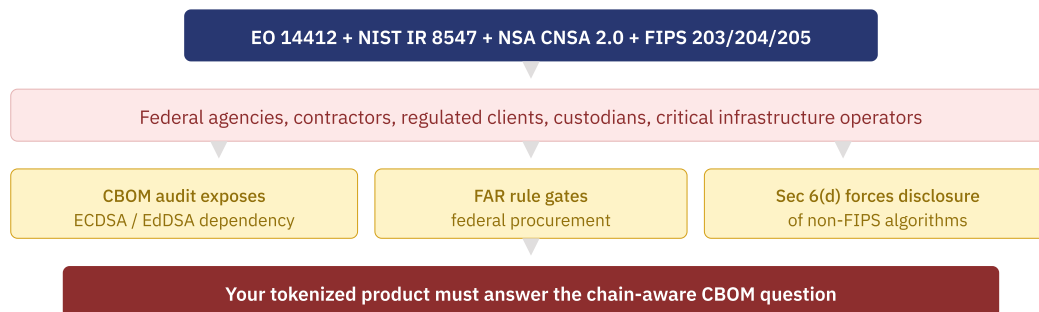 EO 14412 + NIST IR 8547 + NSA CNSA 2.0 + FIPS 203/204/205
Federal agencies, contractors, regulated clients, custodians, critical infrastructure operators
CBOM audit exposes
ECDSA / EdDSA dependency
FAR rule gates
federal procurement
Sec 6(d) forces disclosure
of non-FIPS algorithms
Your tokenized product must answer the chain-aware CBOM question